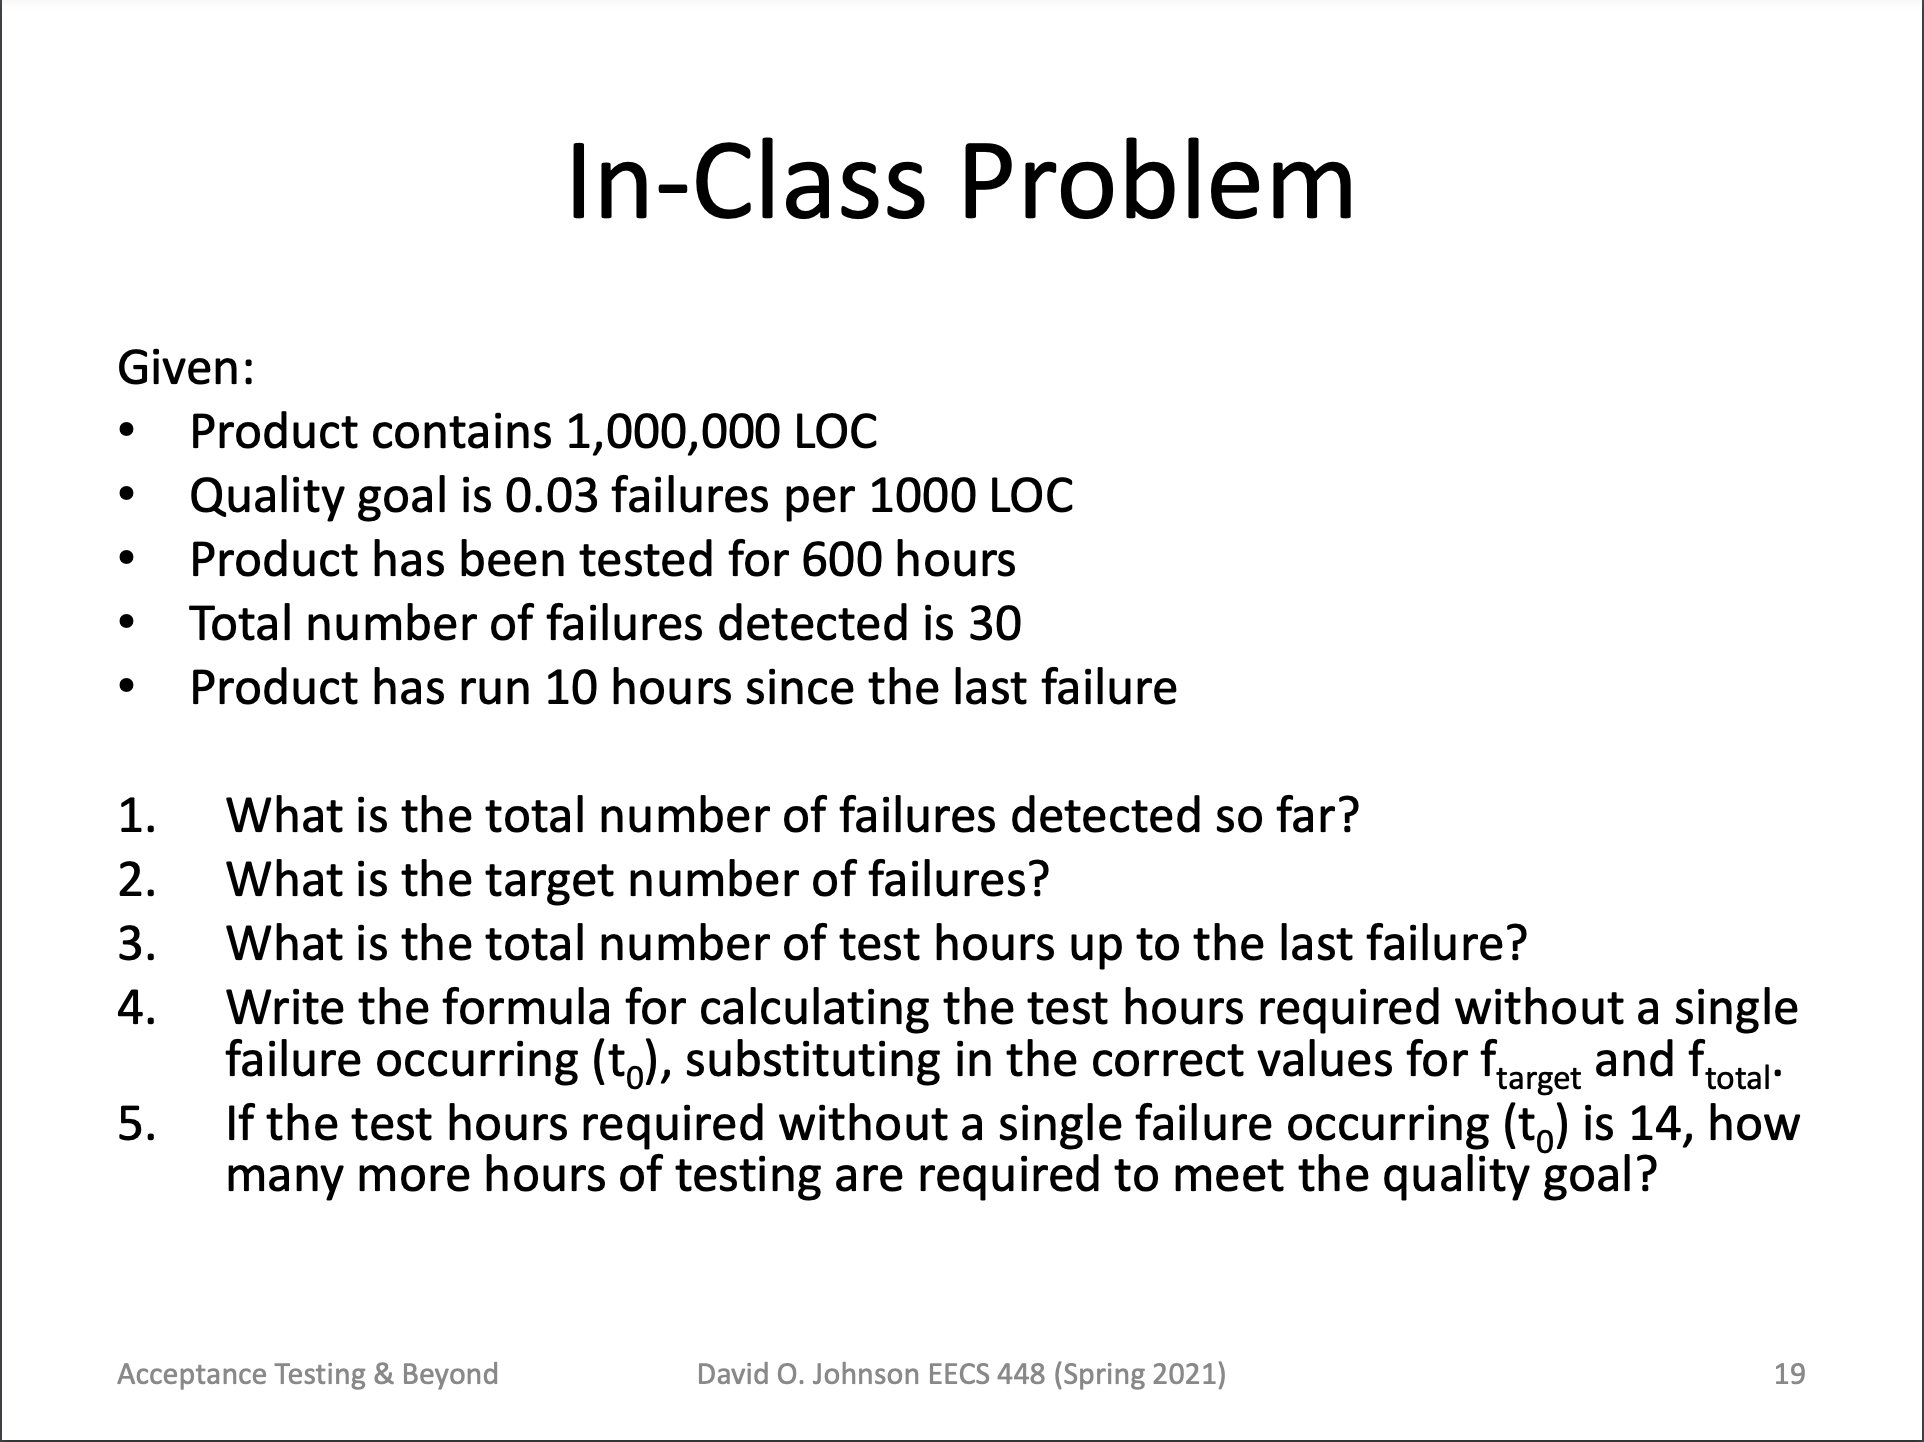 In-Class Problem
Given:
• Product contains 1,000,000 LOC
• Quality goal is 0.03 failures per 1000 LOC
• Product has been tested for 600 hours
• Total number of failures detected is 30
• Product has run 10 hours since the last failure
1. What is the total number of failures detected so far?
2. What is the target number of failures?
3. What is the total number of test hours up to the last failure?
4. Write the formula for calculating the test hours required without a single
failure occurring (t0), substituting in the correct values for ftarget and ftotal.
5. If the test hours required without a single failure occurring (t0) is 14, how
many more hours of testing are required to meet the quality goal?
Acceptance Testing & Beyond David O. Johnson EECS 448 (Spring 2021) 19